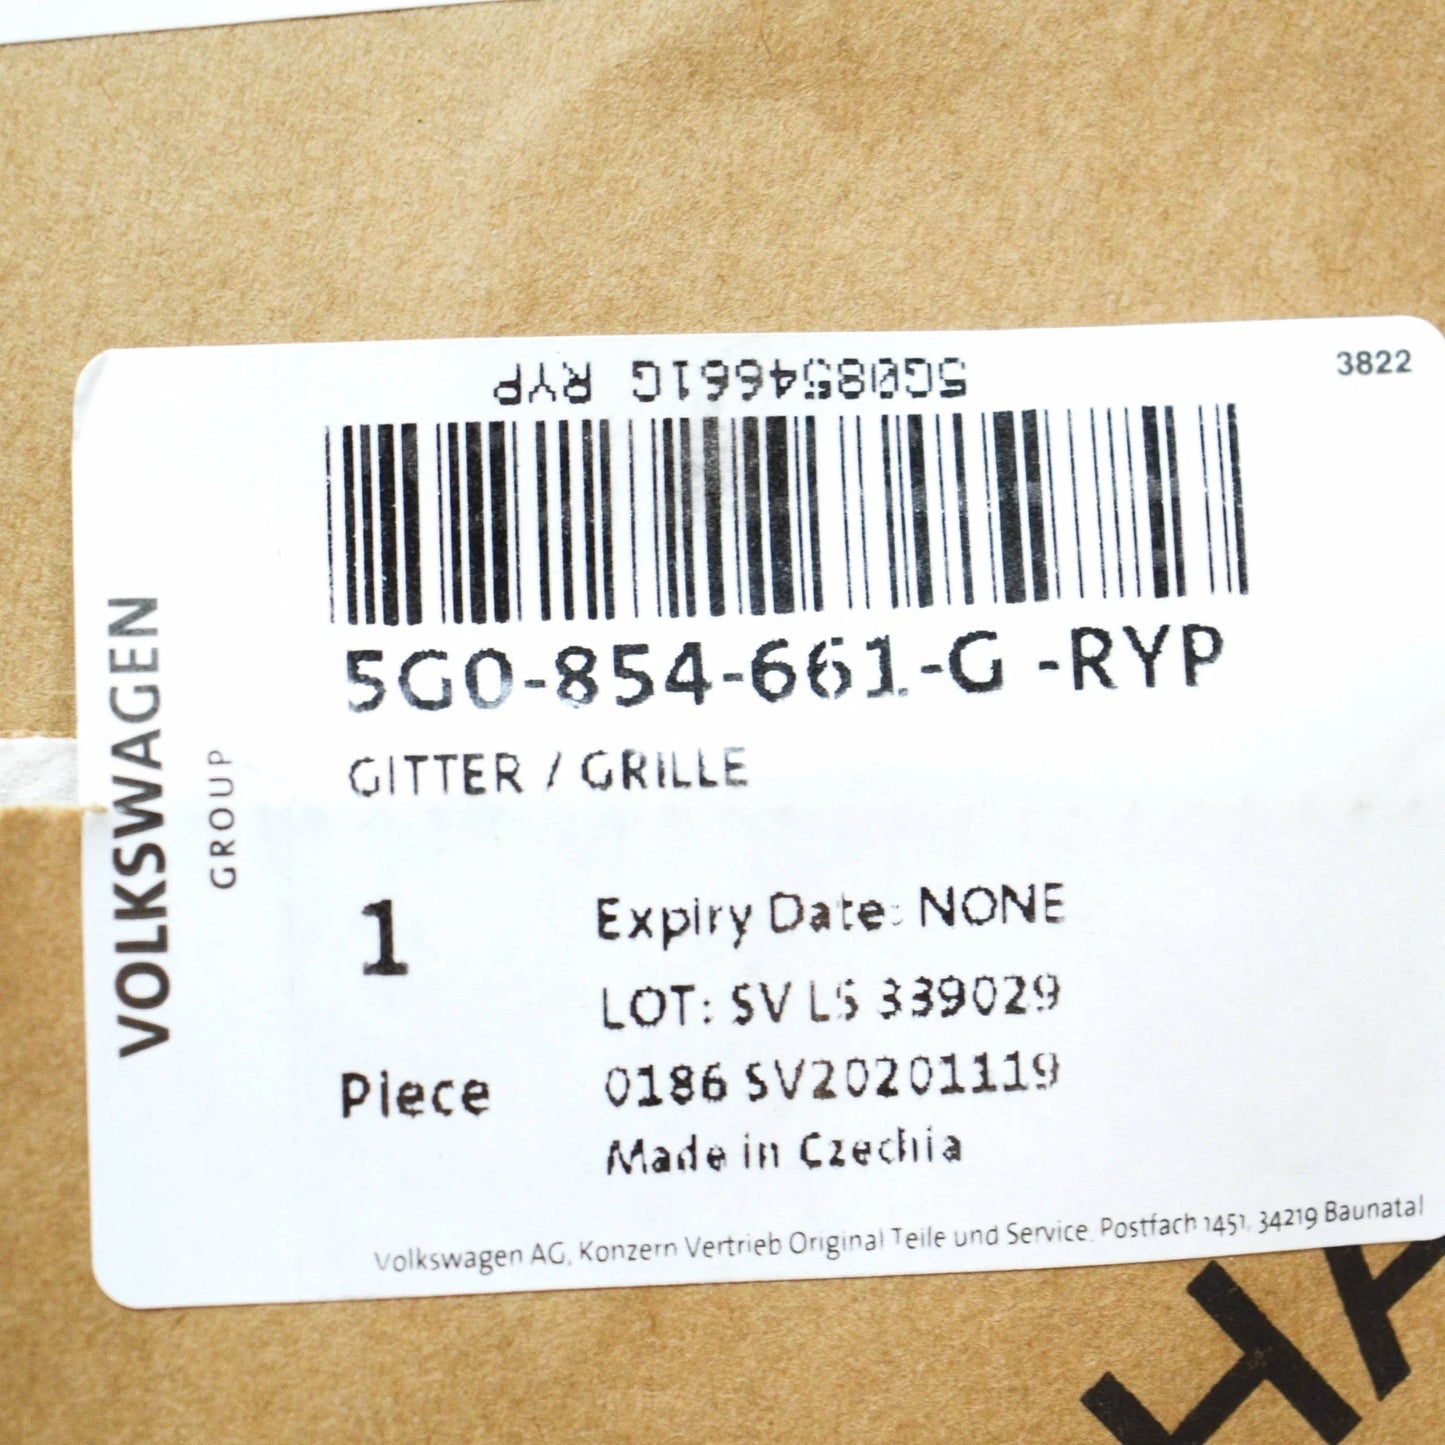 3822
5G0854661G RYP
5G0-854-661-G -RYP
GITTER / GRILLE
VOLKSWAGEN
GROUP
1
Piece
Expiry Date: NONE
LOT: SV LS 339029
0186 SV20201119
Made in Czechia
Volkswagen AG, Konzern Vertrieb Original Teile und Service, Postfach 1451, 34219 Baunatal
HA